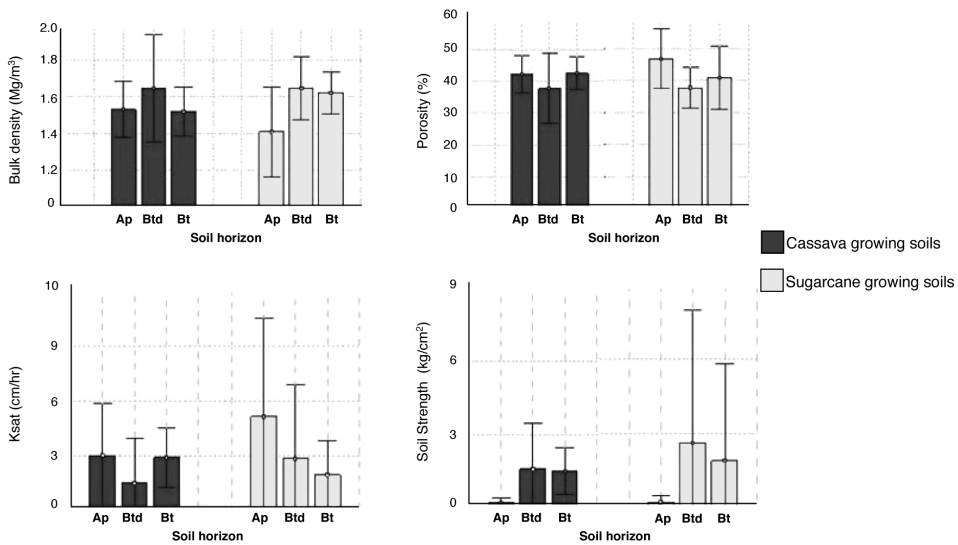 2.0
1.8
1.6
1.4
1.2
0
Bulk density (Mg/m³)
Ap Btd Bt Ap Btd Bt
Soil horizon
60
50
40
30
20
10
0
Porosity (%)
Ap Btd Bt Ap Btd Bt
Soil horizon
Cassava growing soils
Sugarcane growing soils
10
9
6
3
0
Ksat (cm/hr)
Ap Btd Bt Ap Btd Bt
Soil horizon
9
6
3
0
Soil Strength (kg/cm²)
Ap Btd Bt Ap Btd Bt
Soil horizon